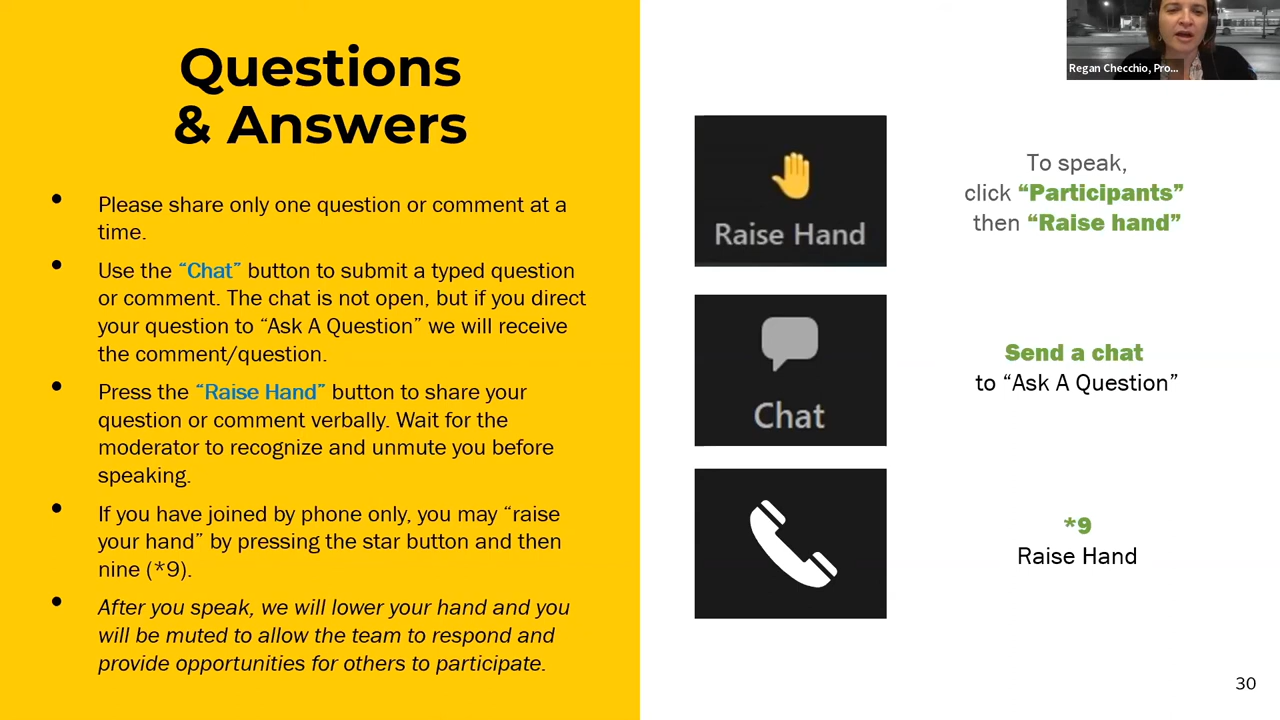 Questions
& Answers
• Please share only one question or comment at a
time.
• Use the “Chat” button to submit a typed question
or comment. The chat is not open, but if you direct
your question to “Ask A Question” we will receive
the comment/question.
• Press the “Raise Hand” button to share your
question or comment verbally. Wait for the
moderator to recognize and unmute you before
speaking.
• If you have joined by phone only, you may “raise
your hand” by pressing the star button and then
nine (*9).
• After you speak, we will lower your hand and you
will be muted to allow the team to respond and
provide opportunities for others to participate.
Regan Checchio, Pro...
Raise Hand
To speak,
click “Participants”
then “Raise hand”
Chat
Send a chat
to “Ask A Question”
*9
Raise Hand
30